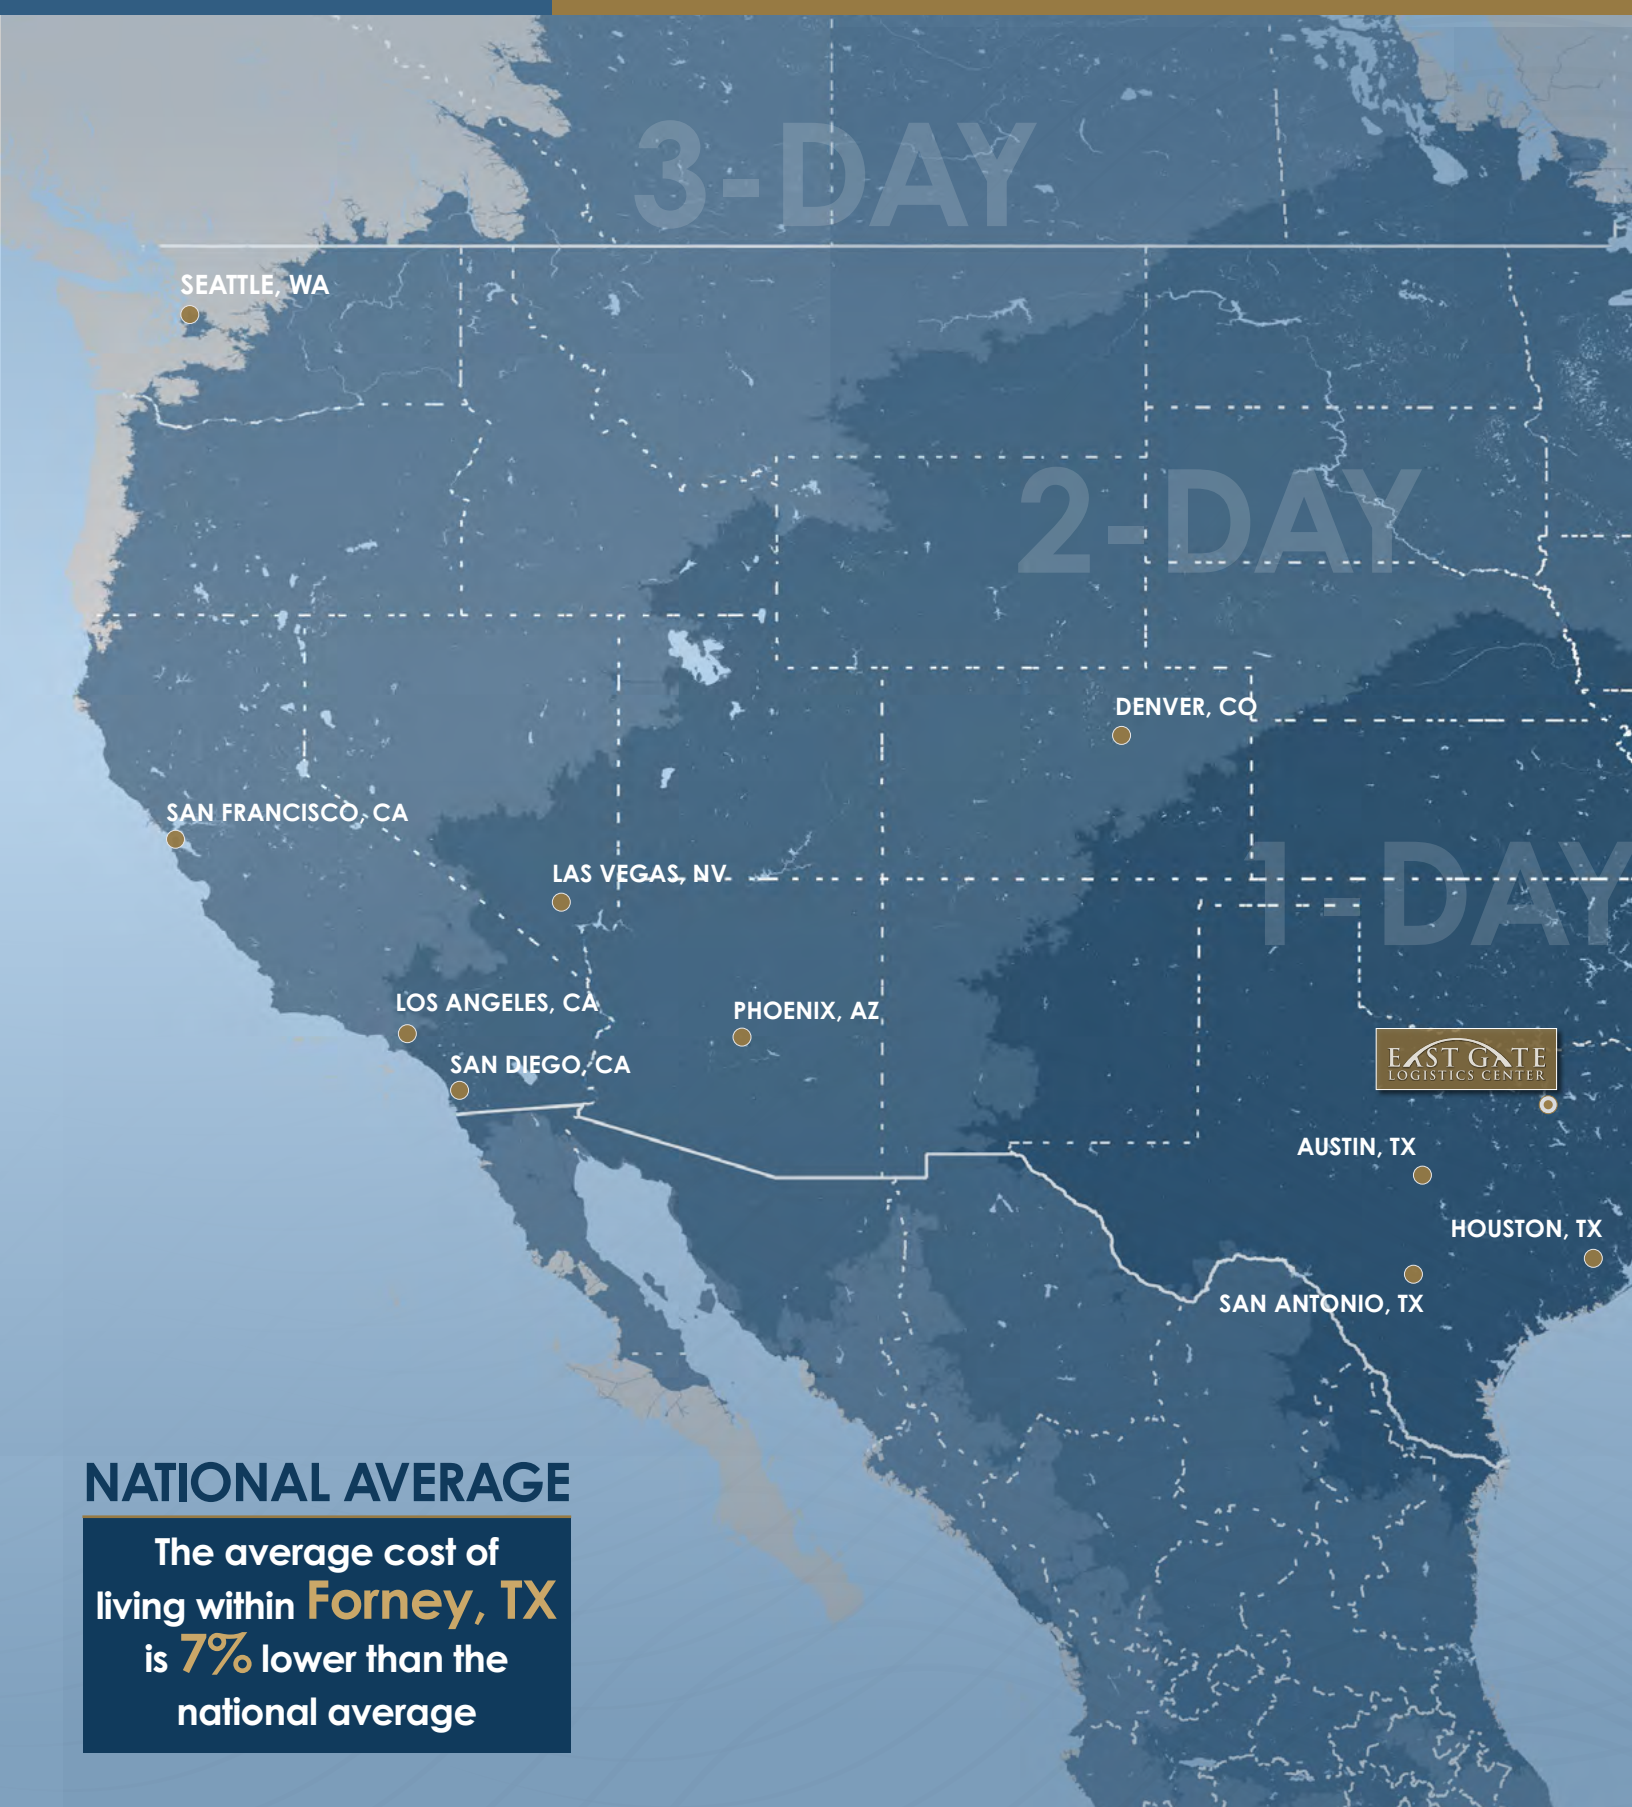 3-DAY
SEATTLE, WA
2-DAY
DENVER, CO
SAN FRANCISCO, CA
1-DAY
LAS VEGAS, NV
LOS ANGELES, CA
PHOENIX, AZ
SAN DIEGO, CA
EAST GATE
LOGISTICS CENTER
AUSTIN, TX
HOUSTON, TX
SAN ANTONIO, TX
NATIONAL AVERAGE
The average cost of
living within Forney, TX
is 7% lower than the
national average